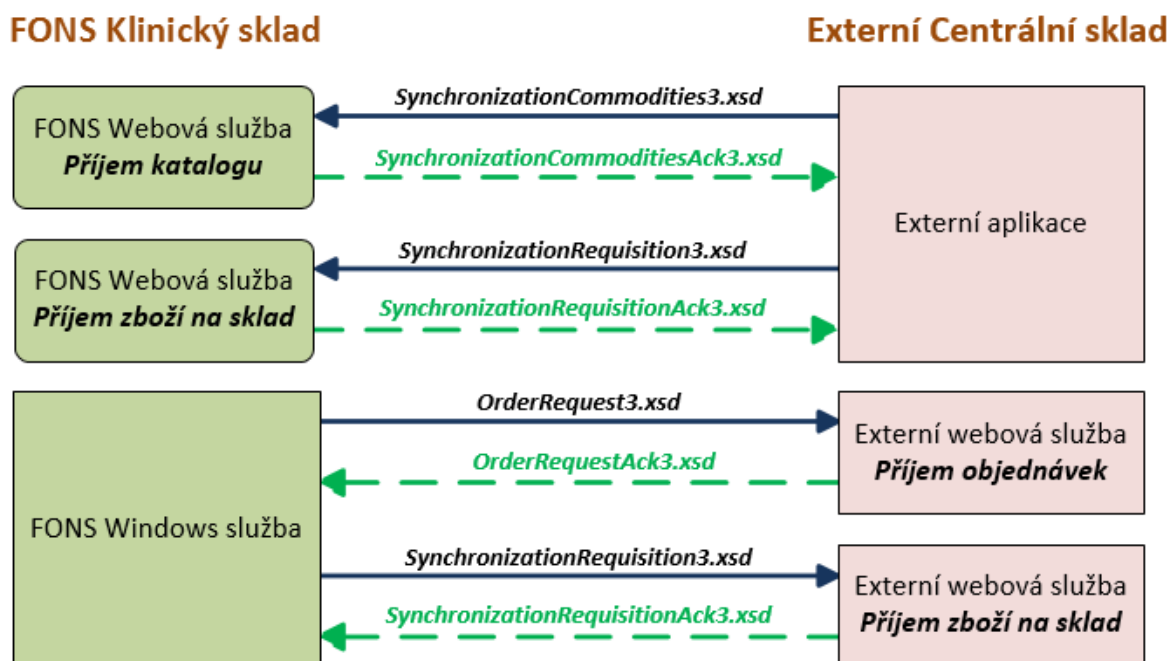 FONS Klinický sklad
Externí Centrální sklad
FONS Webová služba
Příjem katalogu
SynchronizationCommodities3.xsd
SynchronizationCommoditiesAck3.xsd
Externí aplikace
FONS Webová služba
Příjem zboží na sklad
SynchronizationRequisition3.xsd
SynchronizationRequisitionAck3.xsd
FONS Windows služba
OrderRequest3.xsd
OrderRequestAck3.xsd
Externí webová služba
Příjem objednávek
SynchronizationRequisition3.xsd
SynchronizationRequisitionAck3.xsd
Externí webová služba
Příjem zboží na sklad